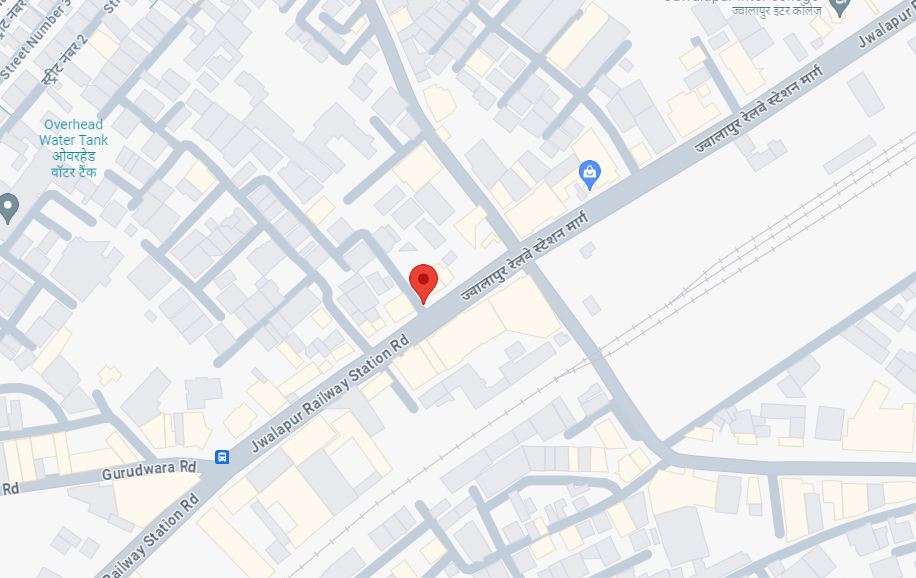 ज्वालापुर इंटर कॉलेज
Jwalapur
Street Number 3
स्ट्रीट नंबर 2
Overhead
Water Tank
ओवरहेड
वॉटर टैंक
ज्वालापुर रेलवे स्टेशन मार्ग
ज्वालापुर रेलवे स्टेशन मार्ग
Jwalapur Railway Station Rd
Gurudwara Rd
Rd
Railway Station Rd